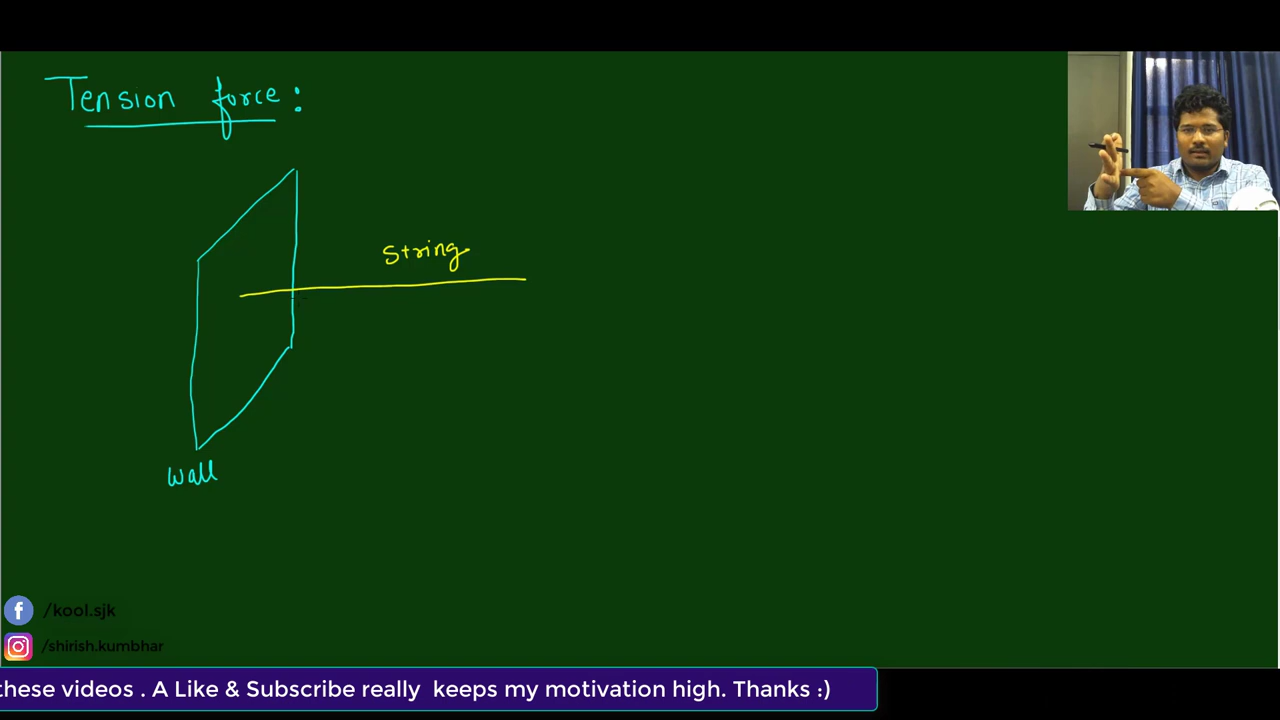 Tension force:
String
Wall
/kool.sjk
/shirish.kumbhar
these videos . A Like & Subscribe really keeps my motivation high. Thanks :)